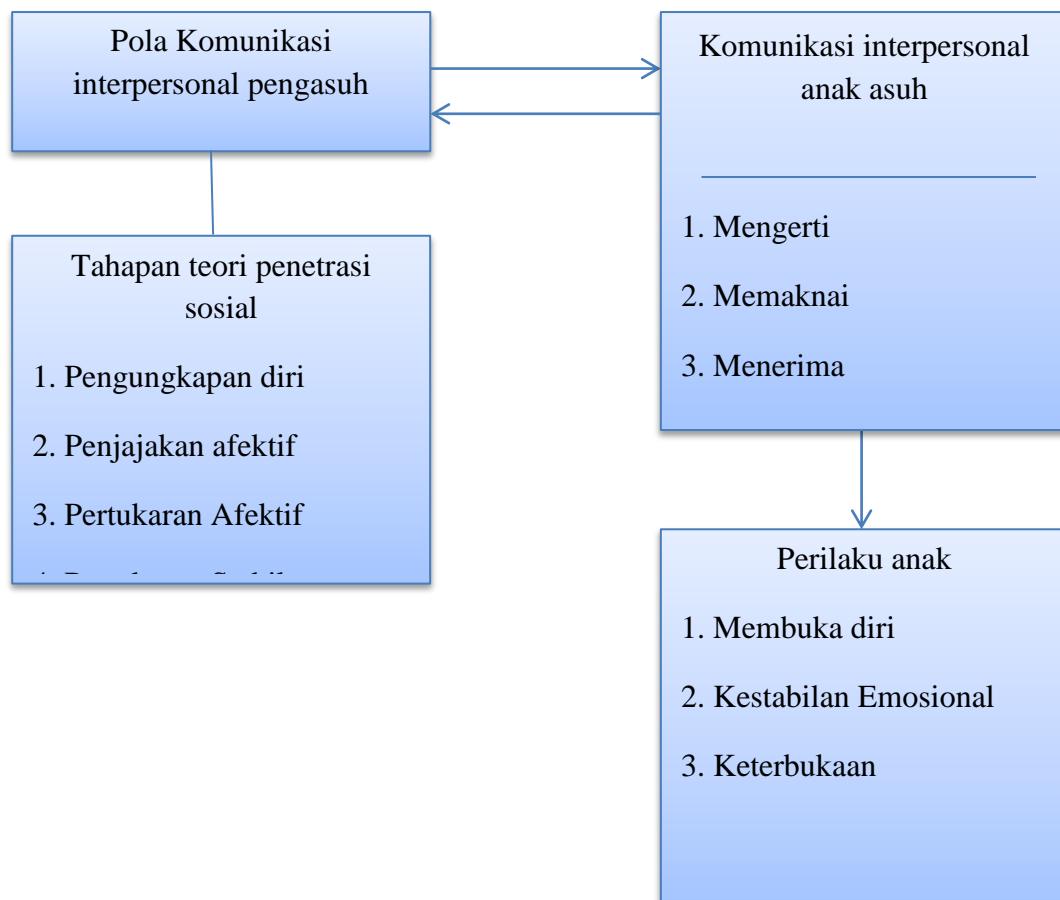 Pola Komunikasi
interpersonal pengasuh
Komunikasi interpersonal
anak asuh
1. Mengerti
2. Memaknai
3. Menerima
Tahapan teori penetrasi
sosial
1. Pengungkapan diri
2. Penjajakan afektif
3. Pertukaran Afektif
Perilaku anak
1. Membuka diri
2. Kestabilan Emosional
3. Keterbukaan